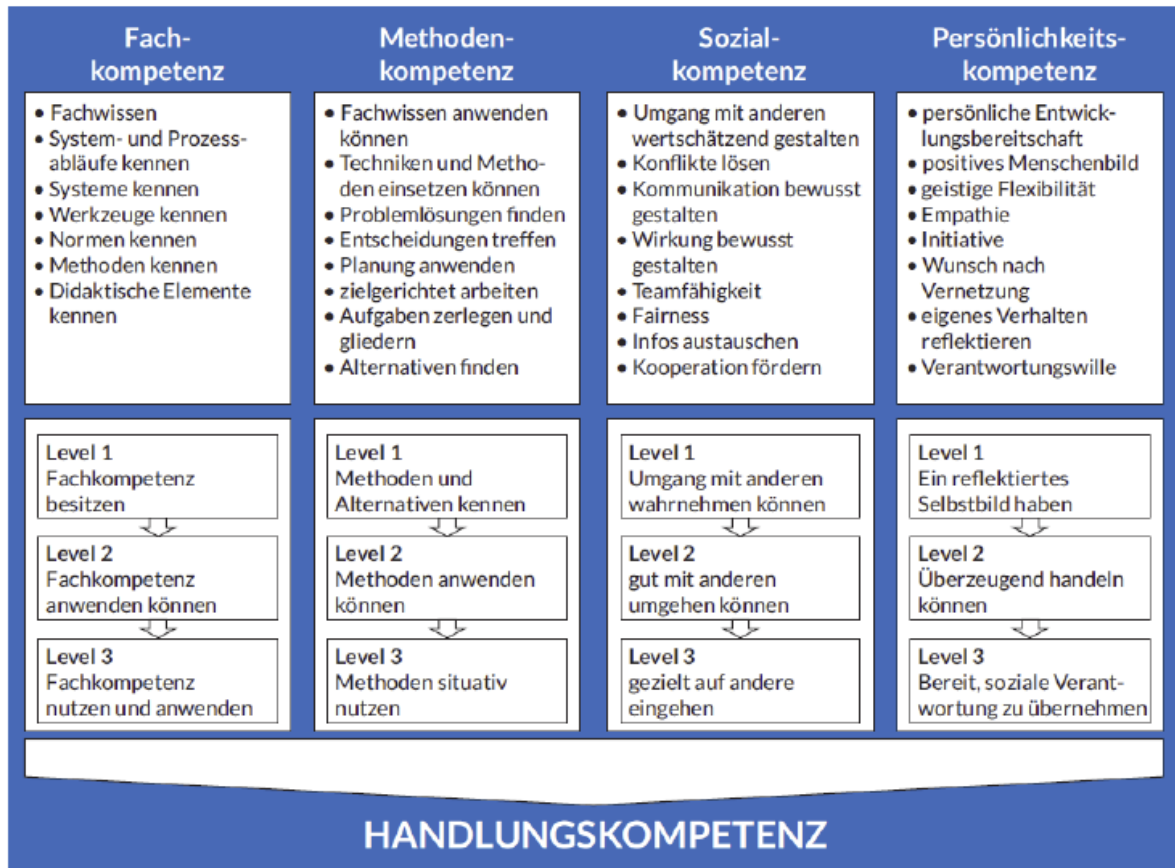 Fach-
kompetenz
• Fachwissen
• System- und Prozess-
abläufe kennen
• Systeme kennen
• Werkzeuge kennen
• Normen kennen
• Methoden kennen
• Didaktische Elemente
kennen
Level 1
Fachkompetenz
besitzen
Level 2
Fachkompetenz
anwenden können
Level 3
Fachkompetenz
nutzen und anwenden
Methoden-
kompetenz
• Fachwissen anwenden
können
• Techniken und Metho-
den einsetzen können
• Problemlösungen finden
• Entscheidungen treffen
• Planung anwenden
• zielgerichtet arbeiten
• Aufgaben zerlegen und
gliedern
• Alternativen finden
Level 1
Methoden und
Alternativen kennen
Level 2
Methoden anwenden
können
Level 3
Methoden situativ
nutzen
Sozial-
kompetenz
• Umgang mit anderen
wertschätzend gestalten
• Konflikte lösen
• Kommunikation bewusst
gestalten
• Wirkung bewusst
gestalten
• Teamfähigkeit
• Fairness
• Infos austauschen
• Kooperation fördern
Level 1
Umgang mit anderen
wahrnehmen können
Level 2
gut mit anderen
umgehen können
Level 3
gezielt auf andere
eingehen
Persönlichkeits-
kompetenz
• persönliche Entwick-
lungsbereitschaft
• positives Menschenbild
• geistige Flexibilität
• Empathie
• Initiative
• Wunsch nach
Vernetzung
• eigenes Verhalten
reflektieren
• Verantwortungswille
Level 1
Ein reflektiertes
Selbstbild haben
Level 2
Überzeugend handeln
können
Level 3
Bereit, soziale Verant-
wortung zu übernehmen
HANDLUNGSKOMPETENZ